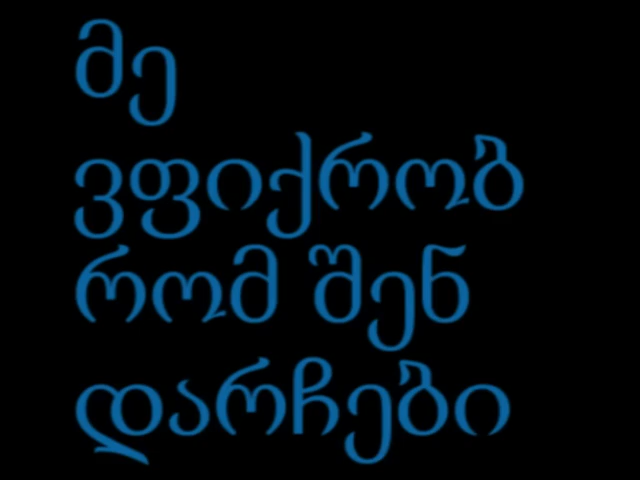 მე
ვფიქრობ
რომ შენ
დარჩები